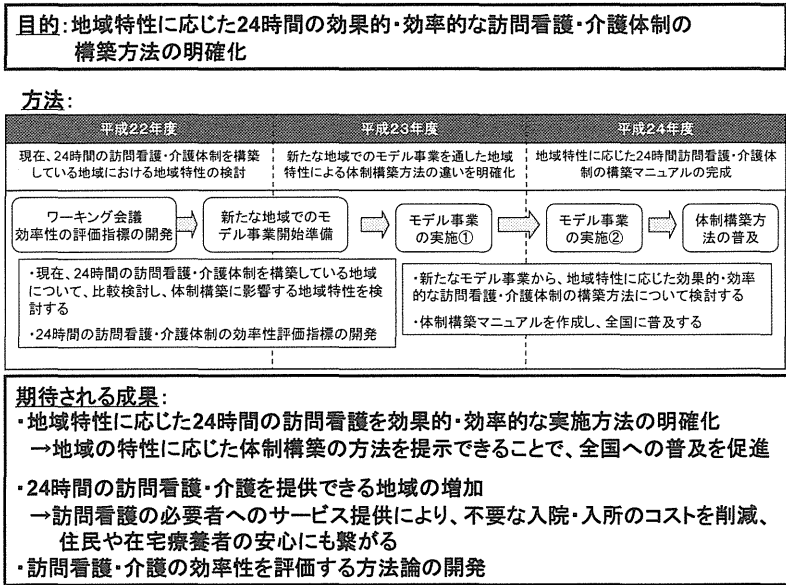 目的:地域特性に応じた24時間の効果的・効率的な訪問看護・介護体制の
構築方法の明確化
方法:
平成22年度
平成23年度
平成24年度
現在、24時間の訪問看護・介護体制を構築
している地域における地域特性の検討
新たな地域でのモデル事業を通した地域
特性による体制構築方法の違いを明確化
地域特性に応じた24時間訪問看護・介護体
制の構築マニュアルの完成
ワーキング会議
効率性の評価指標の開発
新たな地域でのモ
デル事業開始準備
モデル事業
の実施①
モデル事業
の実施②
体制構築方
法の普及
・現在、24時間の訪問看護・介護体制を構築している地域
について、比較検討し、体制構築に影響する地域特性を検
討する
・24時間の訪問看護・介護体制の効率性評価指標の開発
・新たなモデル事業から、地域特性に応じた効果的・効率
的な訪問看護・介護体制の構築方法について検討する
・体制構築マニュアルを作成し、全国に普及する
期待される成果:
・地域特性に応じた24時間の訪問看護を効果的・効率的な実施方法の明確化
→地域の特性に応じた体制構築の方法を提示できることで、全国への普及を促進
・24時間の訪問看護・介護を提供できる地域の増加
→訪問看護の必要者へのサービス提供により、不要な入院・入所のコストを削減、
住民や在宅療養者の安心にも繋がる
・訪問看護・介護の効率性を評価する方法論の開発